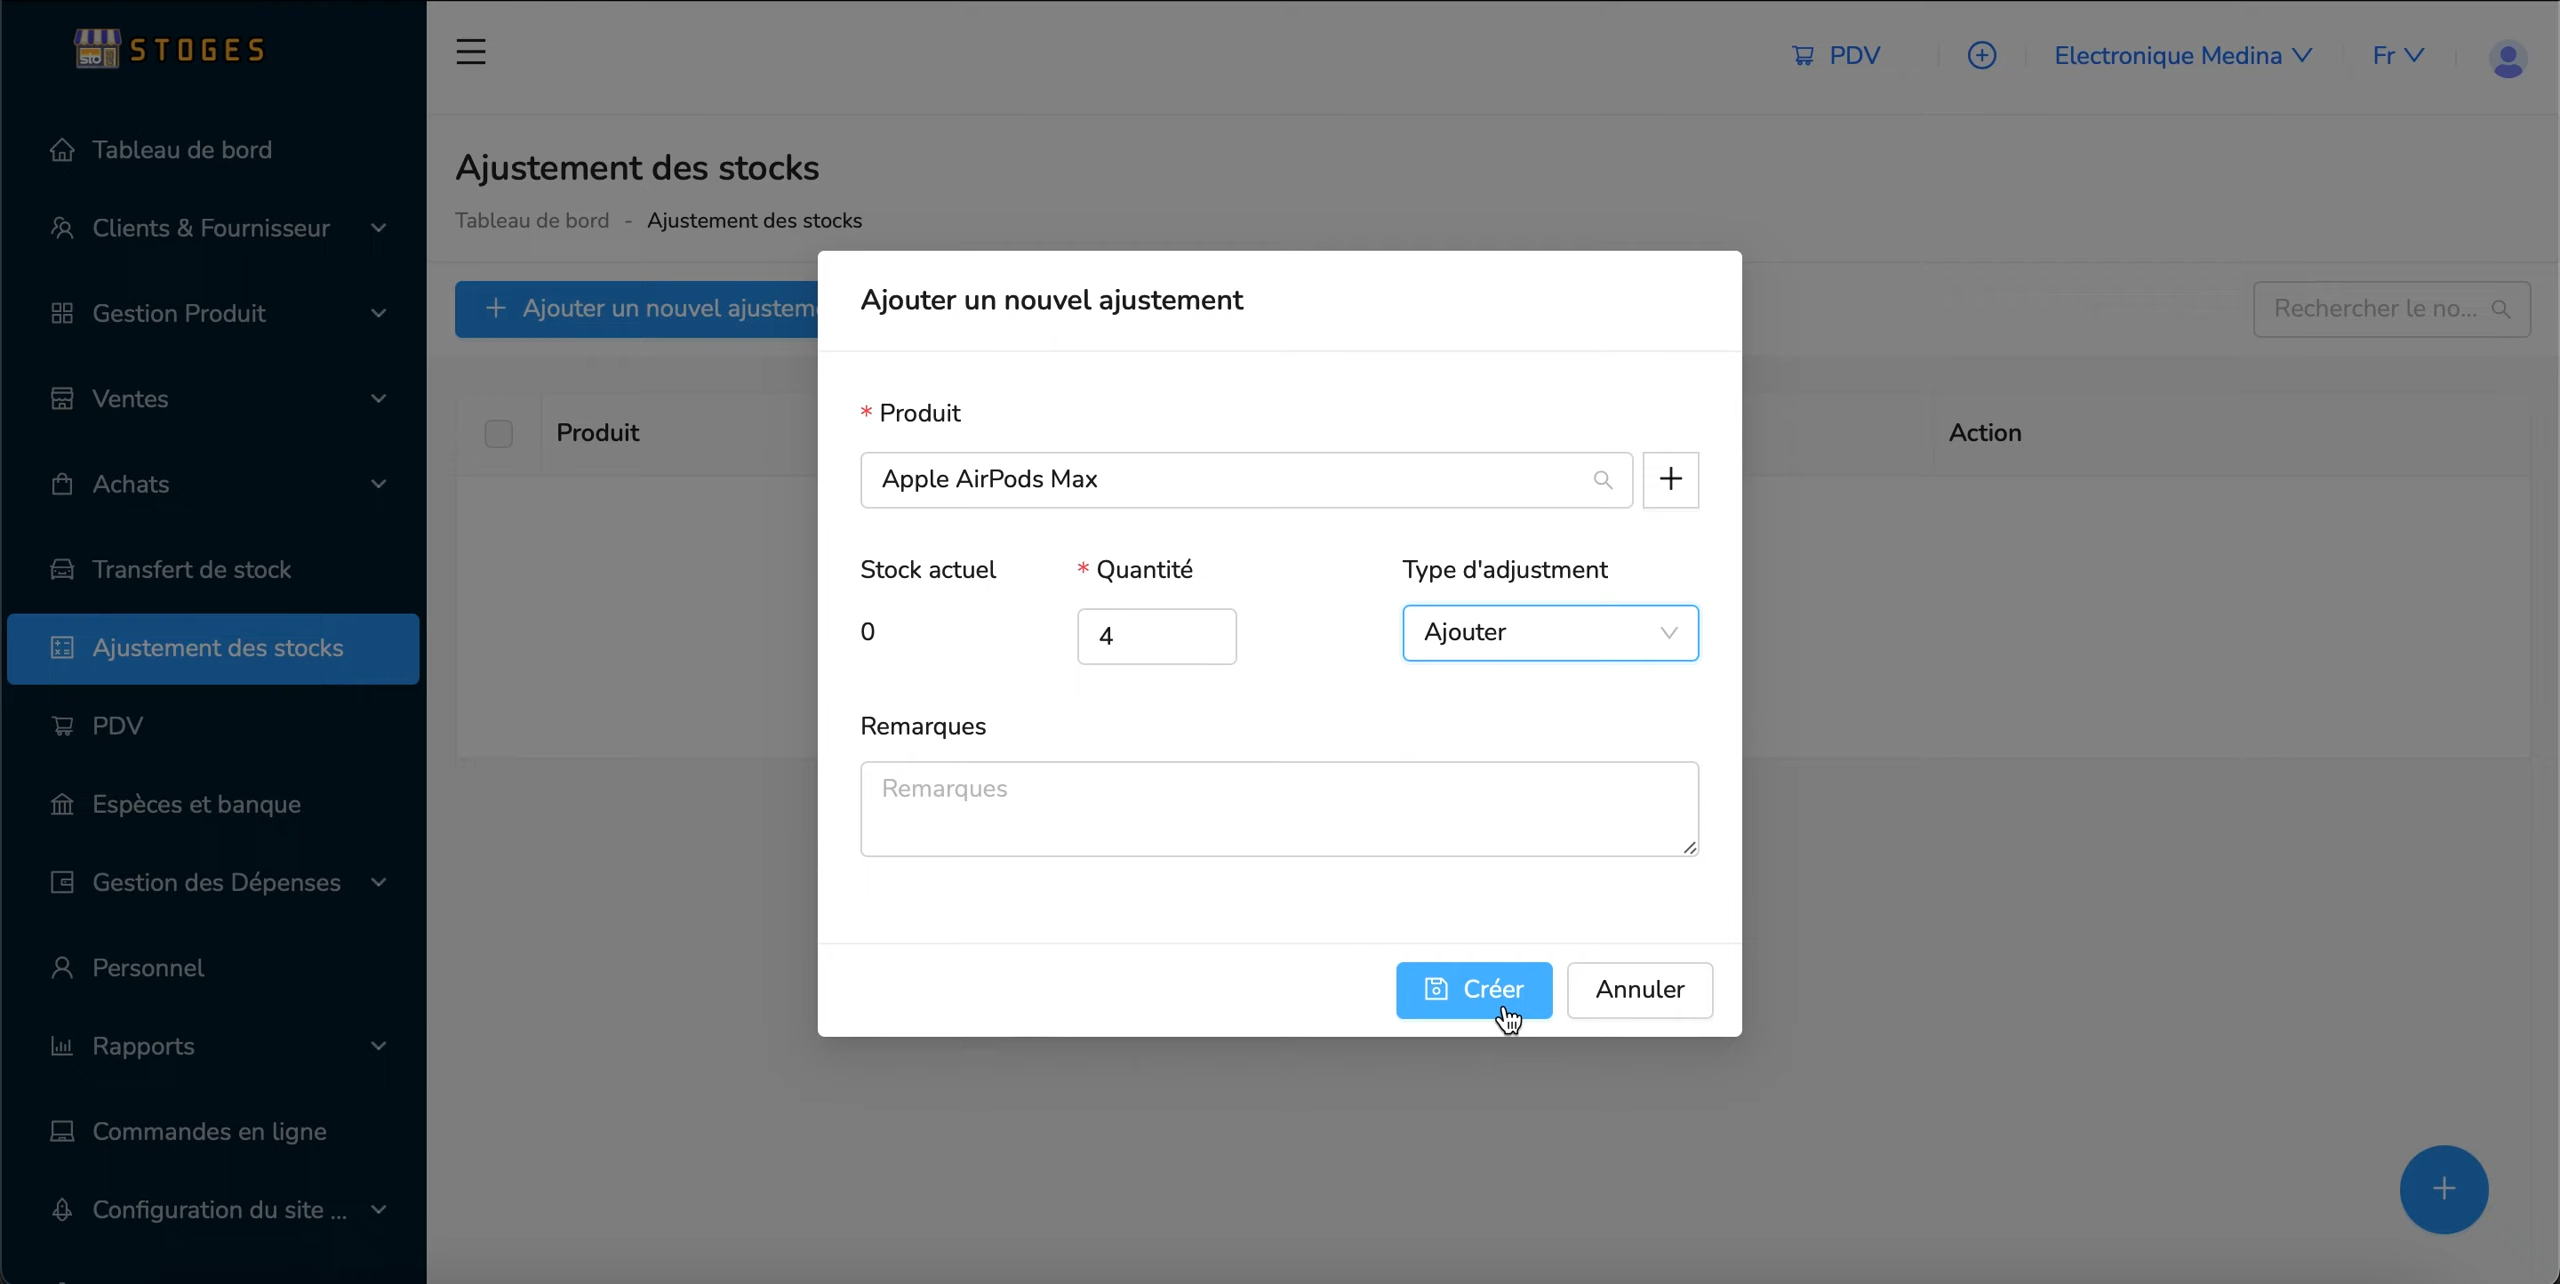 STOGES
Tableau de bord
Clients & Fournisseur
Gestion Produit
Ventes
Achats
Transfert de stock
Ajustement des stocks
PDV
Espèces et banque
Gestion des Dépenses
Personnel
Rapports
Commandes en ligne
Configuration du site ...
PDV
Electronique Medina
Fr
Ajustement des stocks
Tableau de bord - Ajustement des stocks
+ Ajouter un nouvel ajusteme
Rechercher le no...
Produit
Action
Ajouter un nouvel ajustement
* Produit
Apple AirPods Max
Stock actuel
* Quantité
Type d'adjustment
0
4
Ajouter
Remarques
Remarques
Créer
Annuler